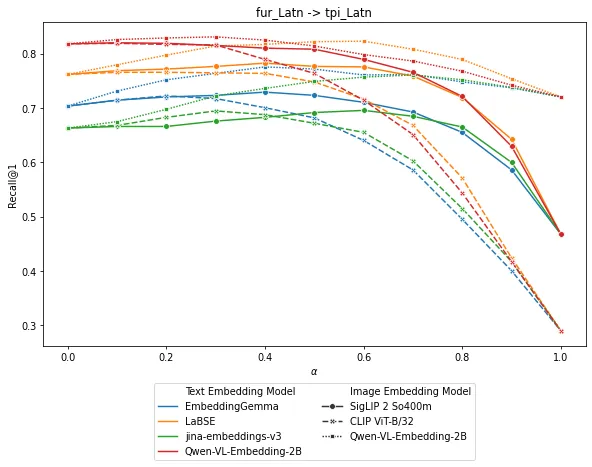 fur_Latn -> tpi_Latn
Recall@1
0.8
0.7
0.6
0.5
0.4
0.3
0.0 0.2 0.4 0.6 0.8 1.0
α
Text Embedding Model Image Embedding Model
EmbeddingGemma SigLIP 2 So400m
LaBSE CLIP ViT-B/32
jina-embeddings-v3 Qwen-VL-Embedding-2B
Qwen-VL-Embedding-2B